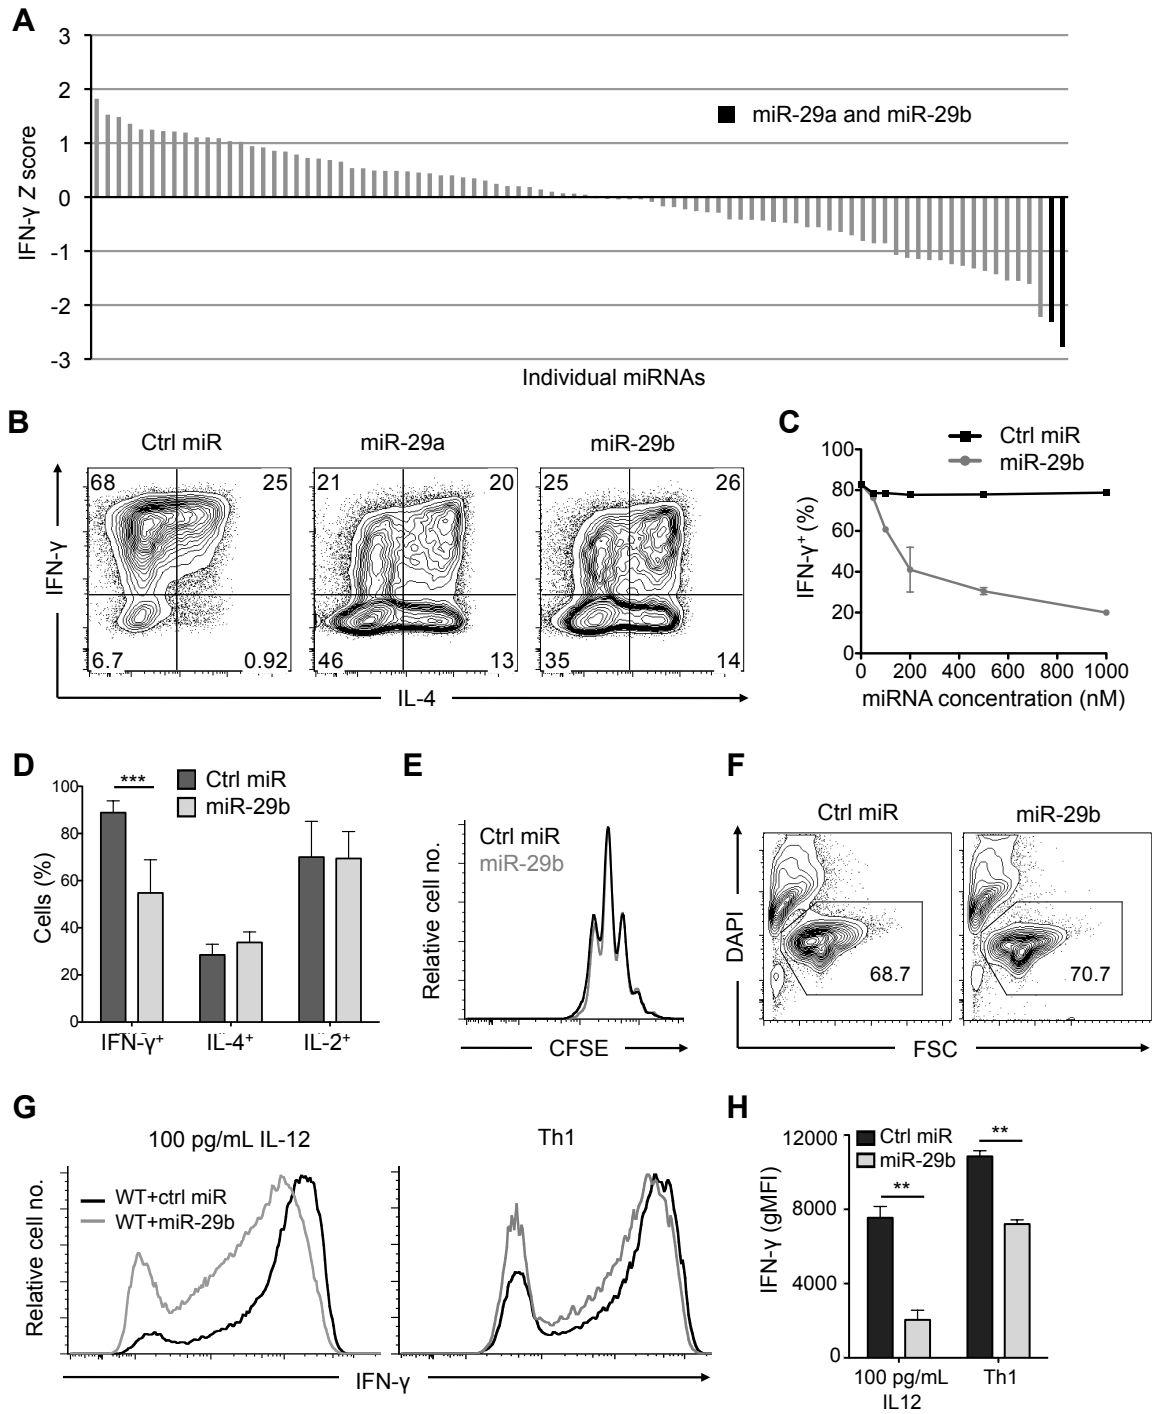 A
3
2
1
0
-1
-2
-3
IFN-γ Z score
miR-29a and miR-29b
Individual miRNAs
B
Ctrl miR
miR-29a
miR-29b
68
25
6.7
0.92
21
20
46
13
25
26
35
14
IFN-γ
IL-4
C
Ctrl miR
miR-29b
100
80
60
40
20
0
IFN-γ+ (%)
0 200 400 600 800 1000
miRNA concentration (nM)
D
***
Ctrl miR
miR-29b
100
80
60
40
20
0
Cells (%)
IFN-γ+ IL-4+ IL-2+
E
Ctrl miR
miR-29b
Relative cell no.
CFSE
F
Ctrl miR
miR-29b
68.7
70.7
DAPI
FSC
G
100 pg/mL IL-12
Th1
WT+ctrl miR
WT+miR-29b
Relative cell no.
IFN-γ
H
Ctrl miR
miR-29b
**
**
12000
8000
4000
0
IFN-γ (gMFI)
100 pg/mL
IL12
Th1